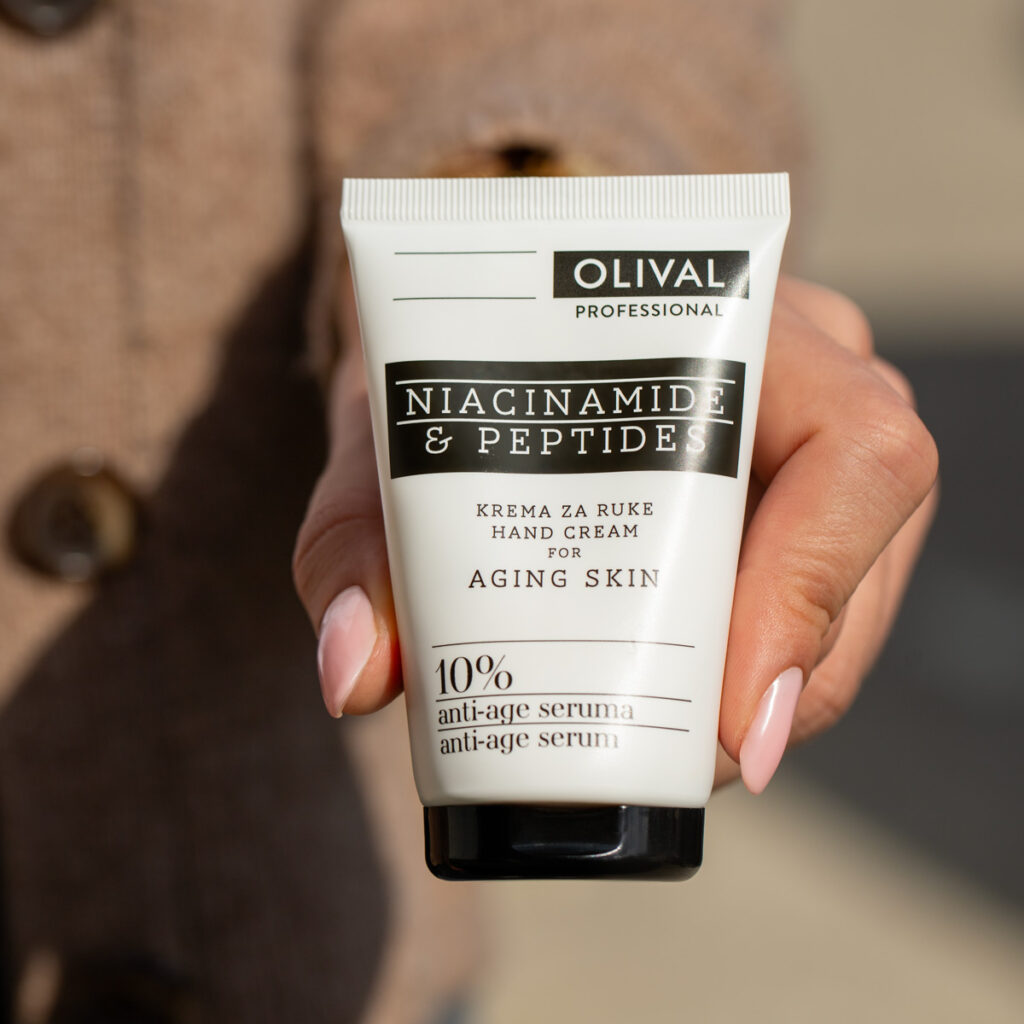 OLIVAL
PROFESSIONAL
NIACINAMIDE
& PEPTIDES
KREMA ZA RUKE
HAND CREAM
FOR
AGING SKIN
10%
anti-age seruma
anti-age serum